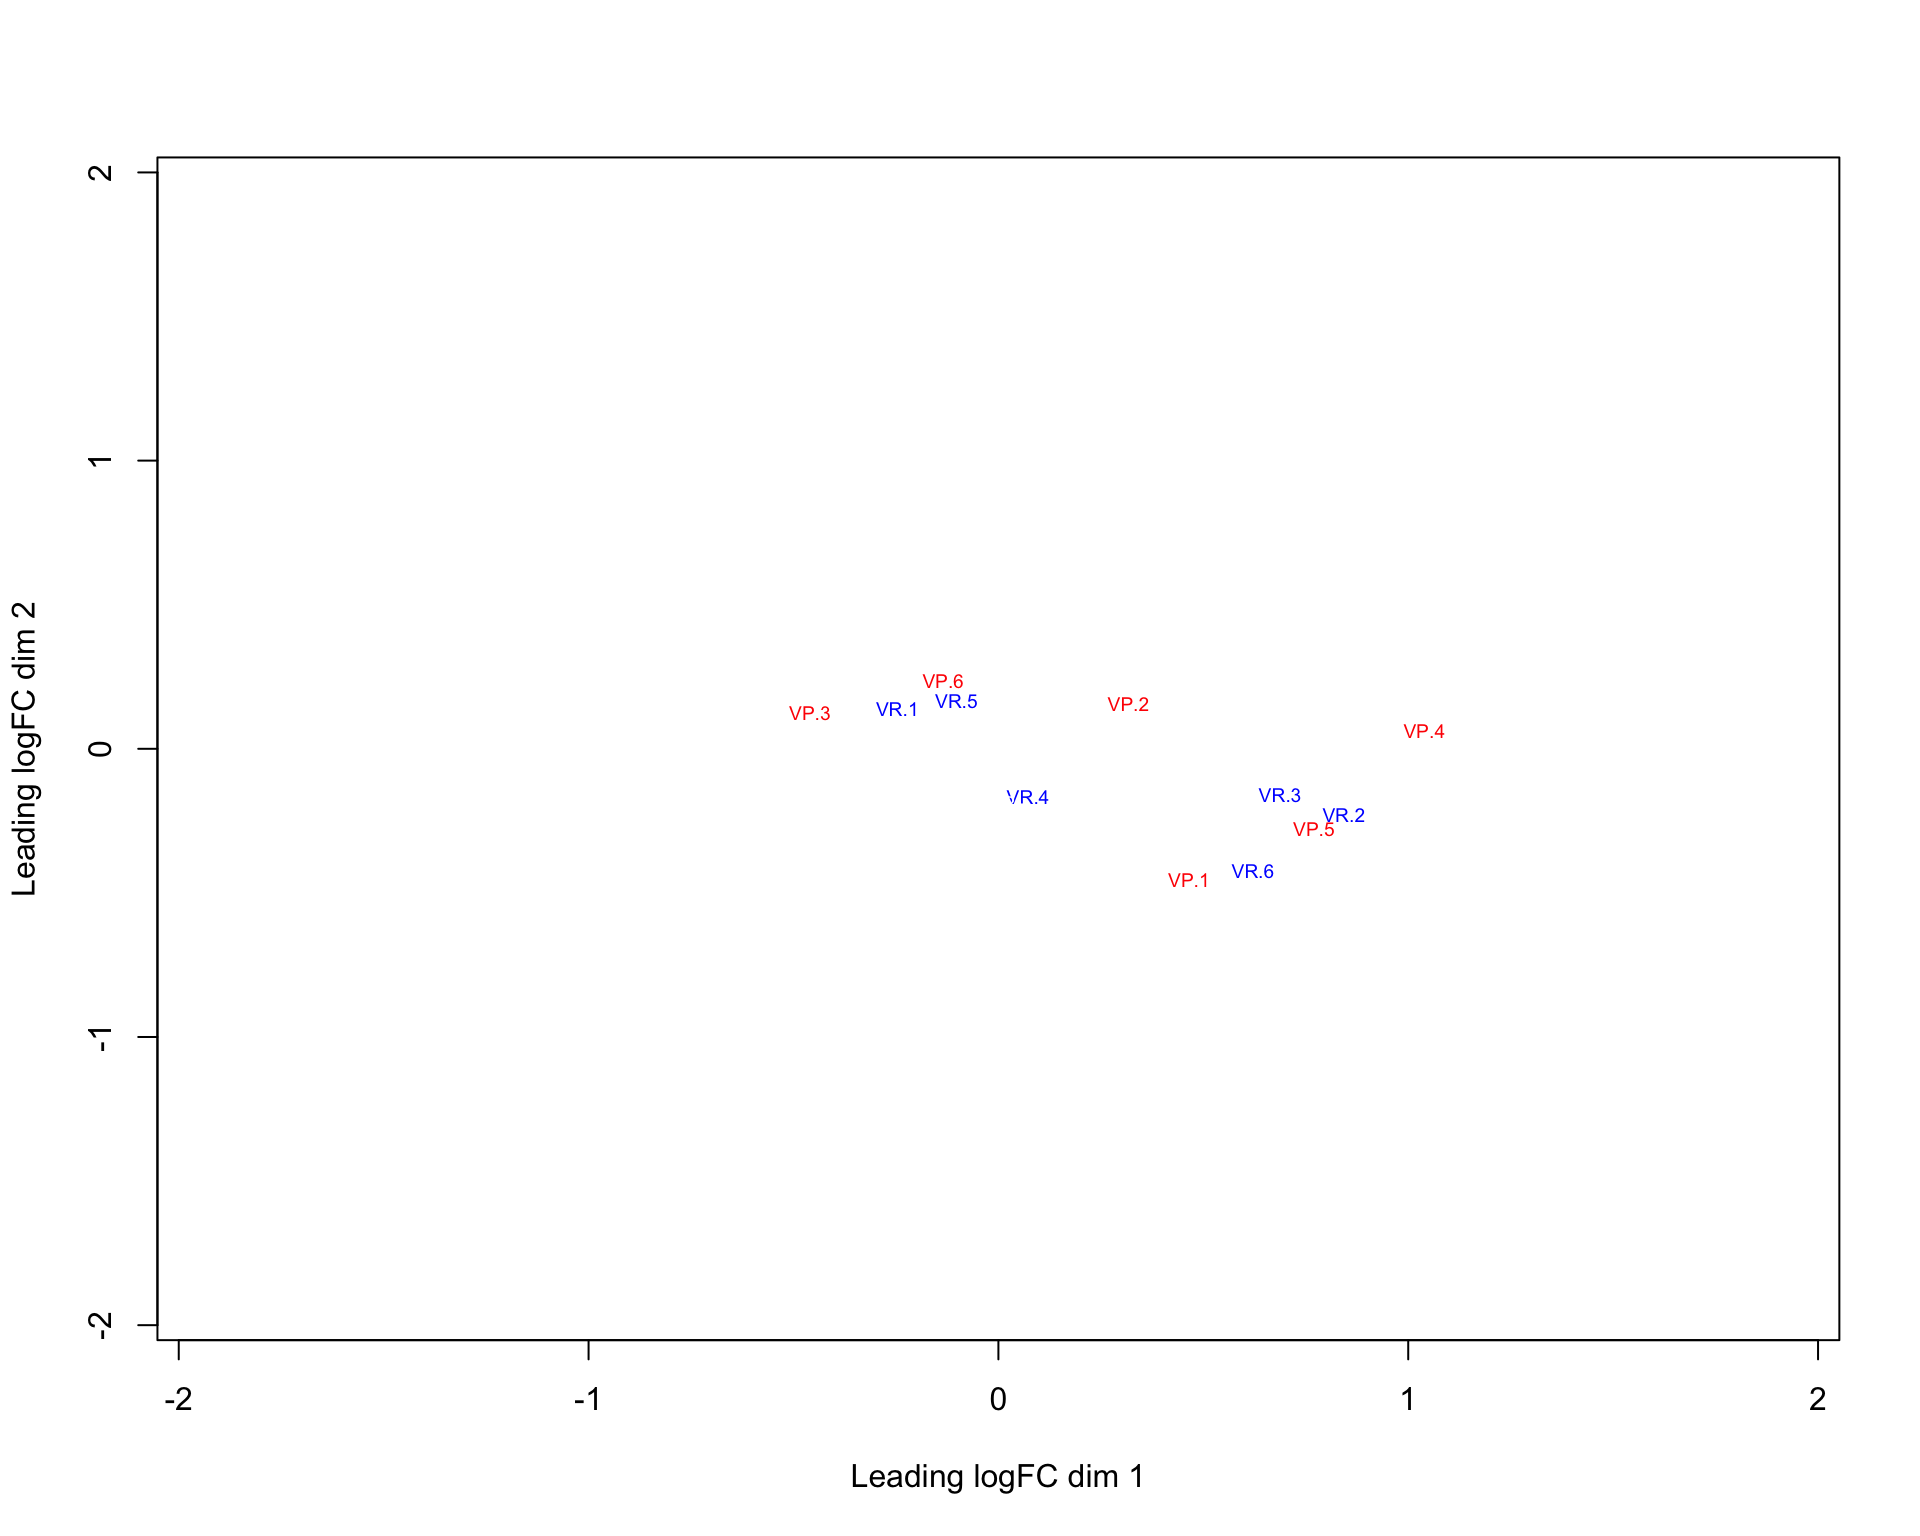 2
1
0
-1
-2
Leading logFC dim 2
VP.6
VR.5
VP.2
VR.1
VP.3
VP.4
VR.3
VR.4
VR.2
VP.5
VR.6
VP.1
-2 -1 0 1 2
Leading logFC dim 1